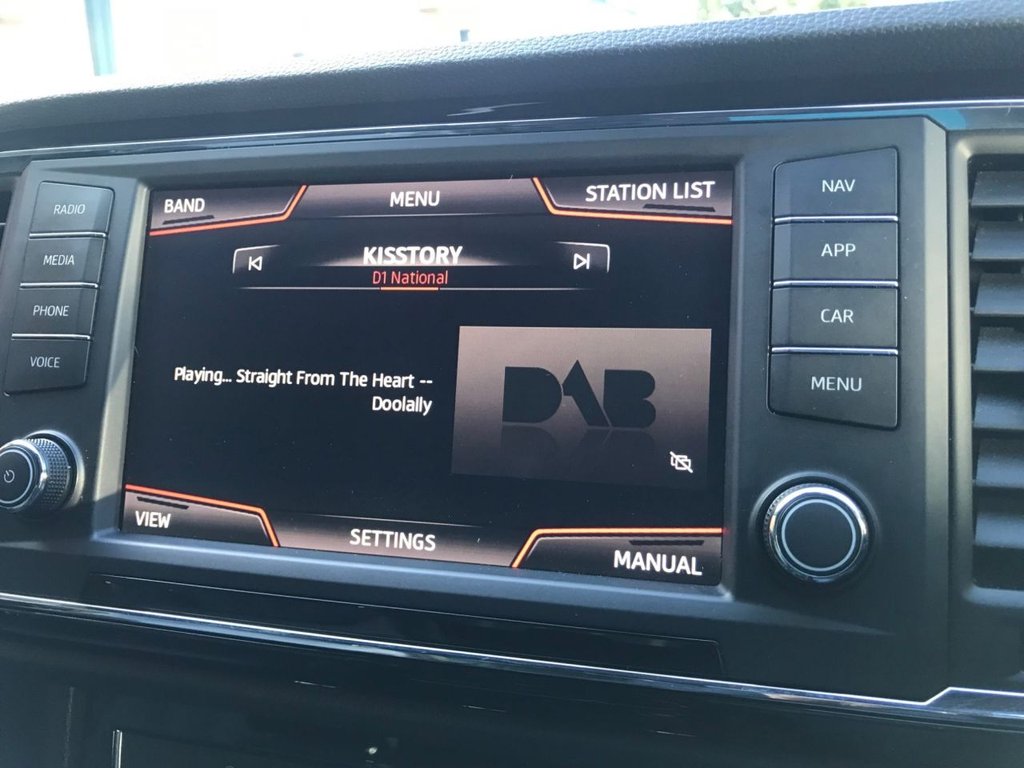 RADIO
MEDIA
PHONE
VOICE
BAND
MENU
STATION LIST
KISSTORY
D1 National
Playing... Straight From The Heart --
Doolally
DAB
VIEW
SETTINGS
MANUAL
NAV
APP
CAR
MENU